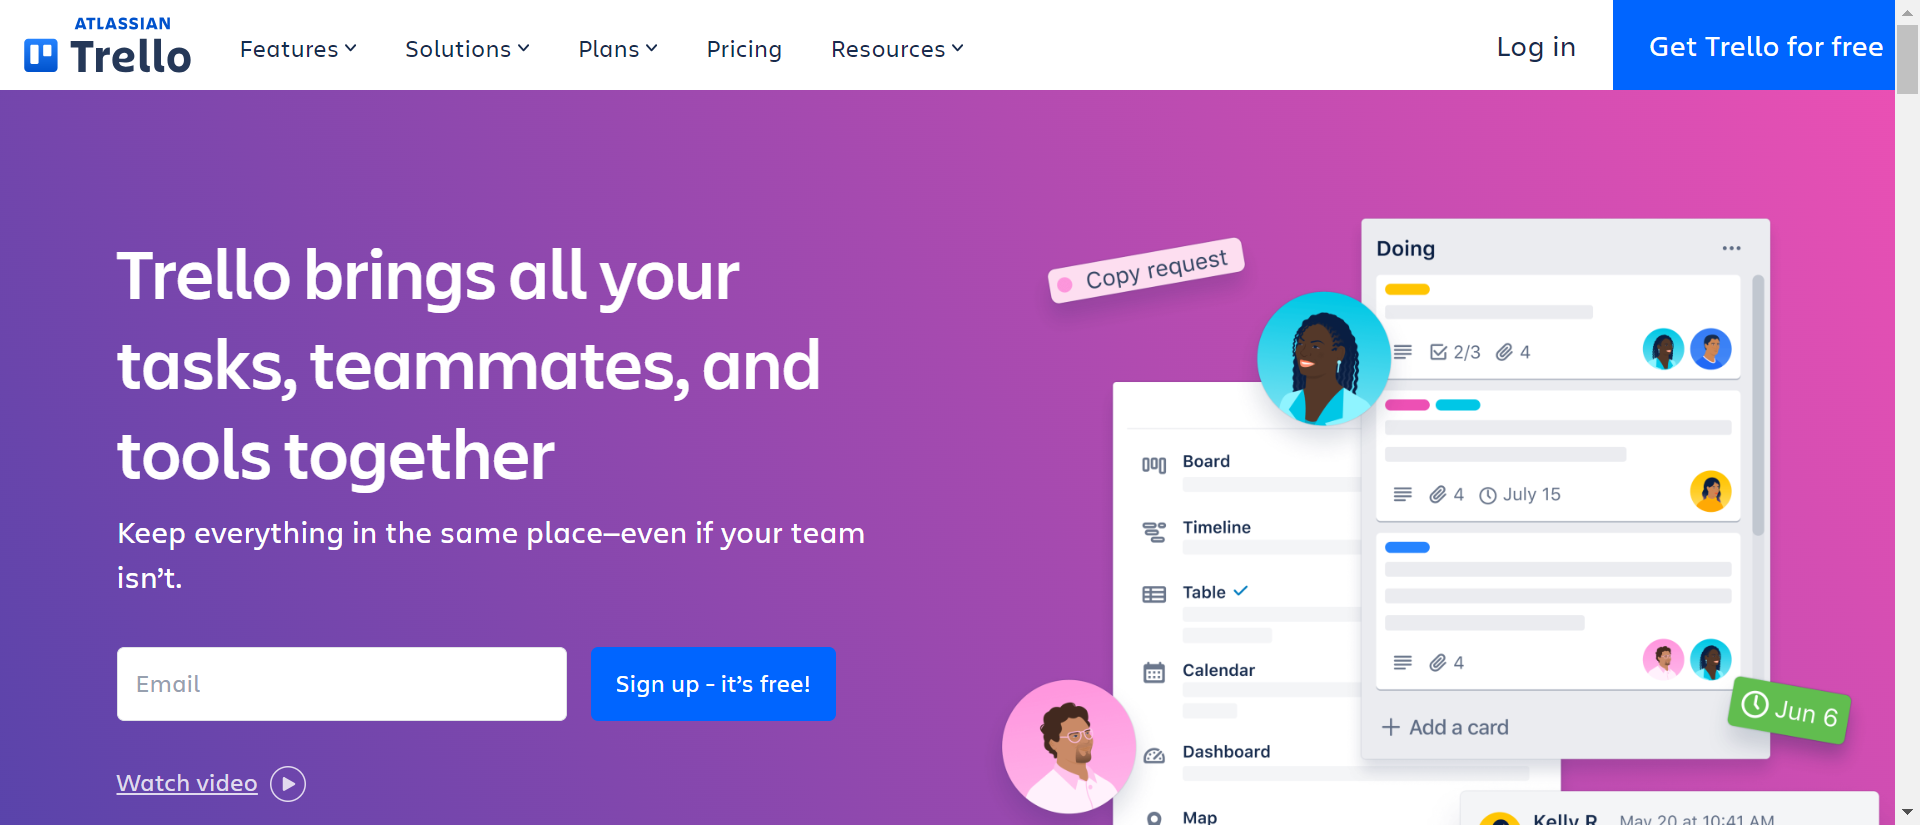 ATLASSIAN
Trello
Features
Solutions
Plans
Pricing
Resources
Log in
Get Trello for free
Trello brings all your
tasks, teammates, and
tools together
Keep everything in the same place—even if your team
isn’t.
Email
Sign up - it’s free!
Watch video
Copy request
Doing
2/3
4
4
July 15
4
Add a card
Jun 6
Board
Timeline
Table
Calendar
Dashboard
Map
Kelly R
May 20 at 10:41 AM